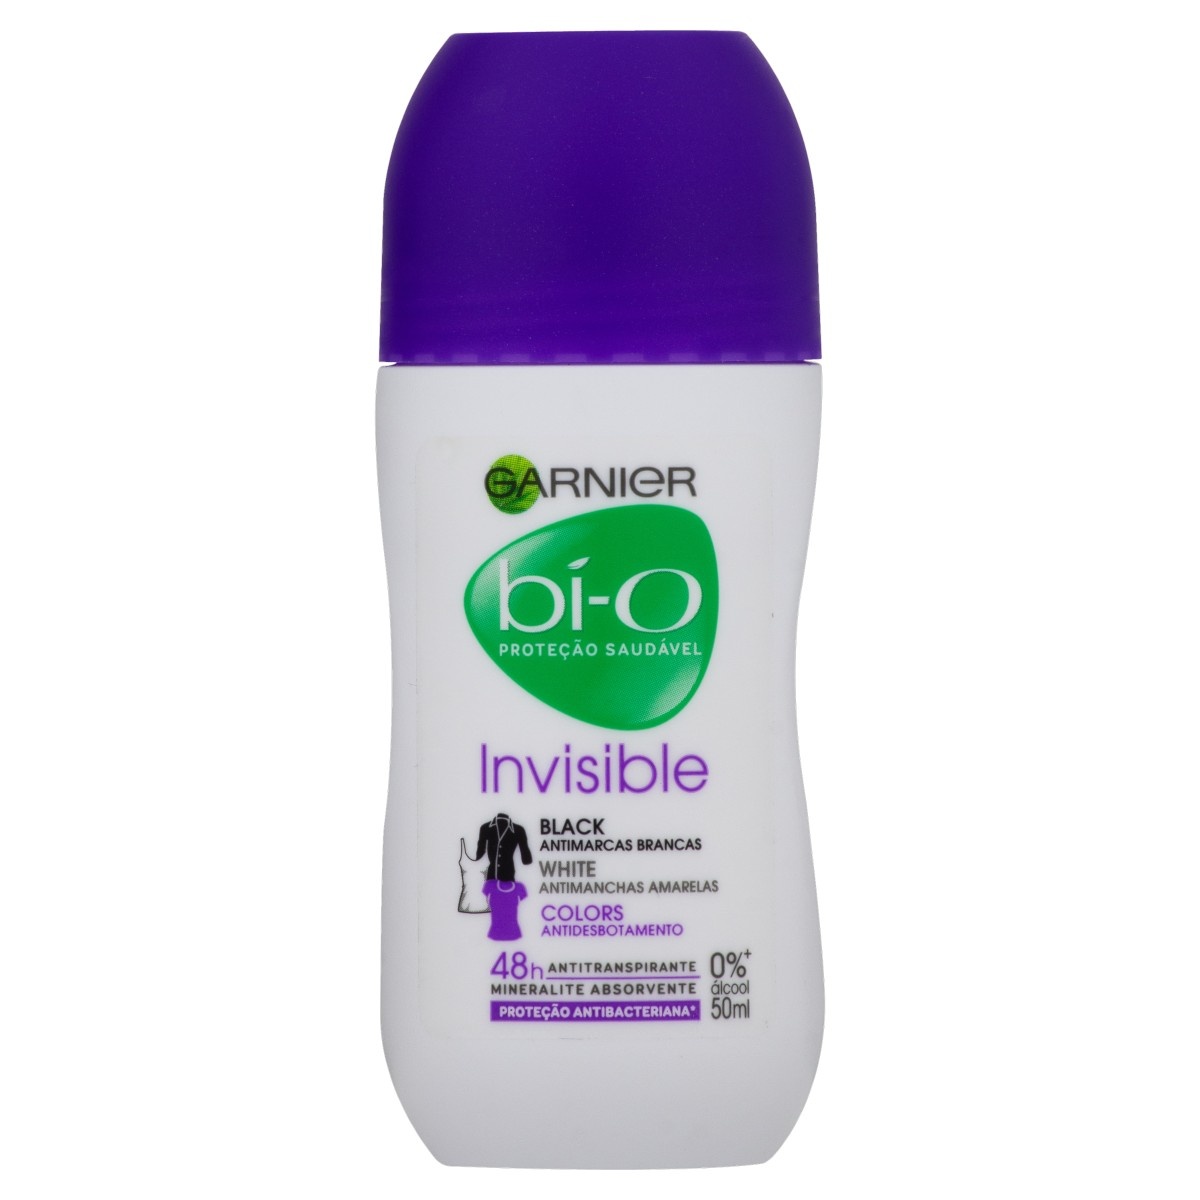 GARNIER
bí-O
PROTEÇÃO SAUDÁVEL
Invisible
BLACK
ANTIMARCAS BRANCAS
WHITE
ANTIMANCHAS AMARELAS
COLORS
ANTIDESBOTAMENTO
48h ANTITRANSPIRANTE
MINERALITE ABSORVENTE
PROTEÇÃO ANTIBACTERIANA*
0%+
álcool
50ml